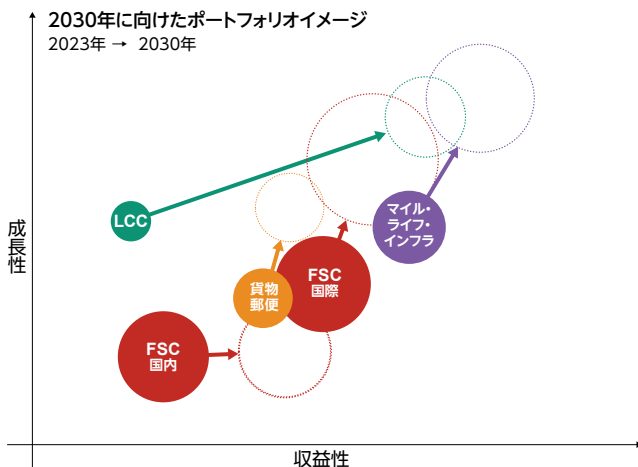 2030年に向けたポートフォリオイメージ
2023年 → 2030年
成長性
LCC
マイル・
ライフ・
インフラ
FSC
国際
貨物
郵便
FSC
国内
収益性